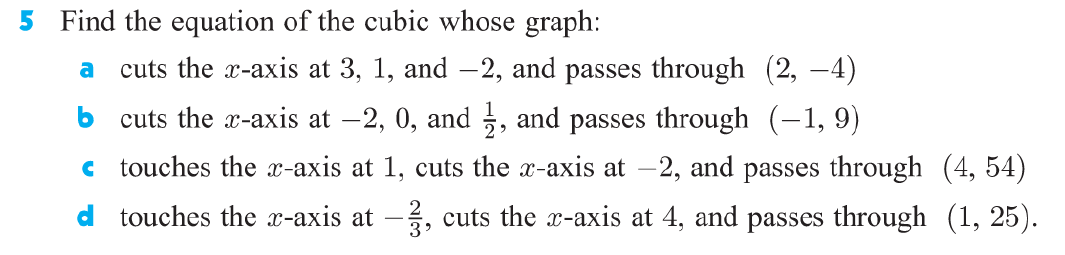 5 Find the equation of the cubic whose graph:
a cuts the x-axis at 3, 1, and −2, and passes through (2, −4)
b cuts the x-axis at −2, 0, and 1/2, and passes through (−1, 9)
c touches the x-axis at 1, cuts the x-axis at −2, and passes through (4, 54)
d touches the x-axis at −2/3, cuts the x-axis at 4, and passes through (1, 25).